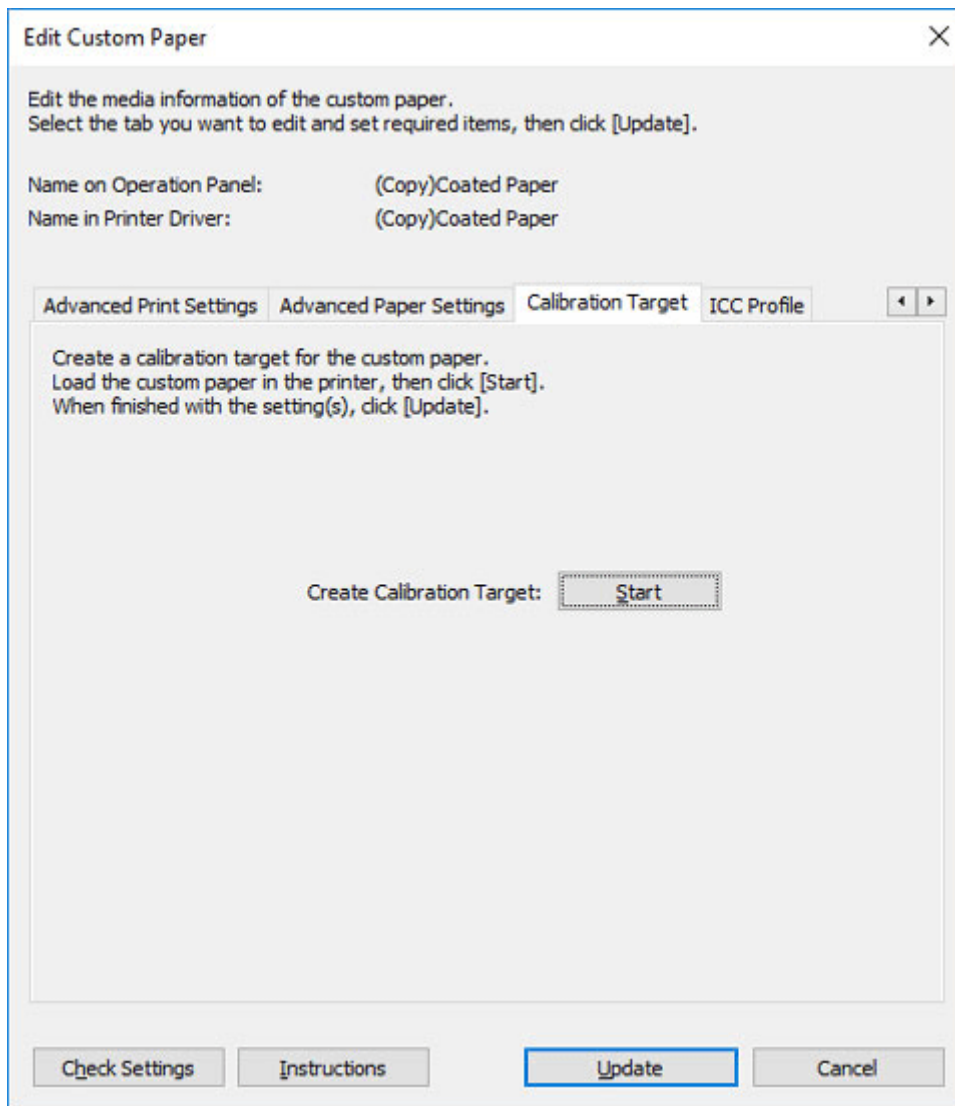 Edit Custom Paper
Edit the media information of the custom paper.
Select the tab you want to edit and set required items, then click [Update].
Name on Operation Panel: (Copy)Coated Paper
Name in Printer Driver: (Copy)Coated Paper
Advanced Print Settings Advanced Paper Settings Calibration Target ICC Profile
Create a calibration target for the custom paper.
Load the custom paper in the printer, then click [Start].
When finished with the setting(s), click [Update].
Create Calibration Target: Start
Check Settings Instructions Update Cancel